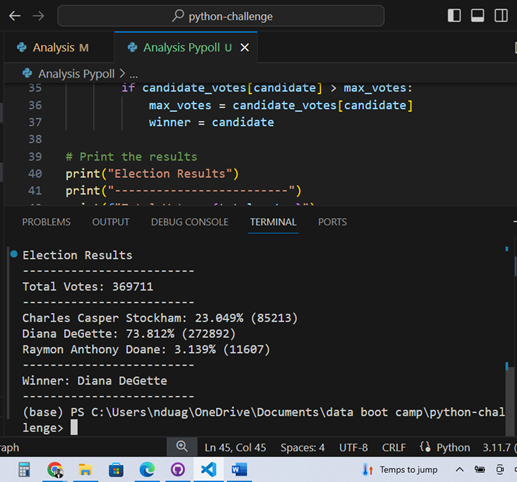 python-challenge
Analysis M
Analysis Pypoll U
Analysis Pypoll > ...
35 if candidate_votes[candidate] > max_votes:
36 max_votes = candidate_votes[candidate]
37 winner = candidate
38
39 # Print the results
40 print("Election Results")
41 print("-------------------------")
PROBLEMS OUTPUT DEBUG CONSOLE TERMINAL PORTS
Election Results
-------------------------
Total Votes: 369711
-------------------------
Charles Casper Stockham: 23.049% (85213)
Diana DeGette: 73.812% (272892)
Raymon Anthony Doane: 3.139% (11607)
-------------------------
Winner: Diana DeGette
-------------------------
(base) PS C:\Users\nduag\OneDrive\Documents\data boot camp\python-chal
lenge>
raph Ln 45, Col 45 Spaces: 4 UTF-8 CRLF Python 3.11.7
Temps to jump